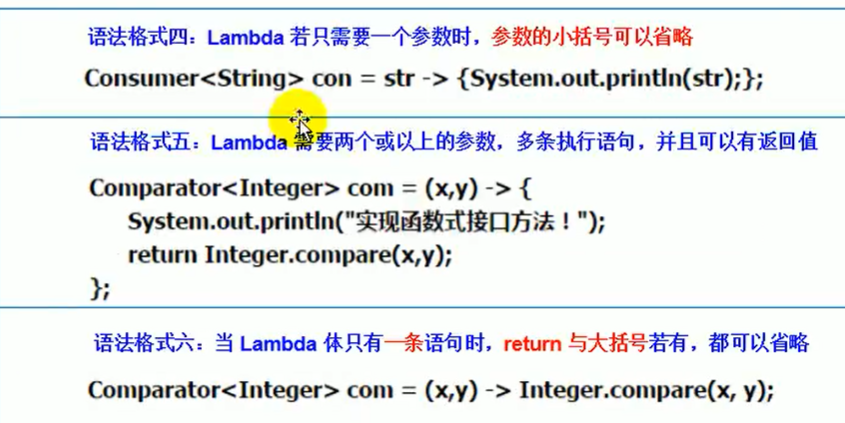 语法格式四：Lambda 若只需要一个参数时，参数的小括号可以省略
Consumer<String> con = str -> {System.out.println(str);};
语法格式五：Lambda 需要两个或以上的参数，多条执行语句，并且可以有返回值
Comparator<Integer> com = (x,y) -> {
System.out.println("实现函数式接口方法！");
return Integer.compare(x,y);
};
语法格式六：当 Lambda 体只有一条语句时，return 与大括号若有，都可以省略
Comparator<Integer> com = (x,y) -> Integer.compare(x, y);